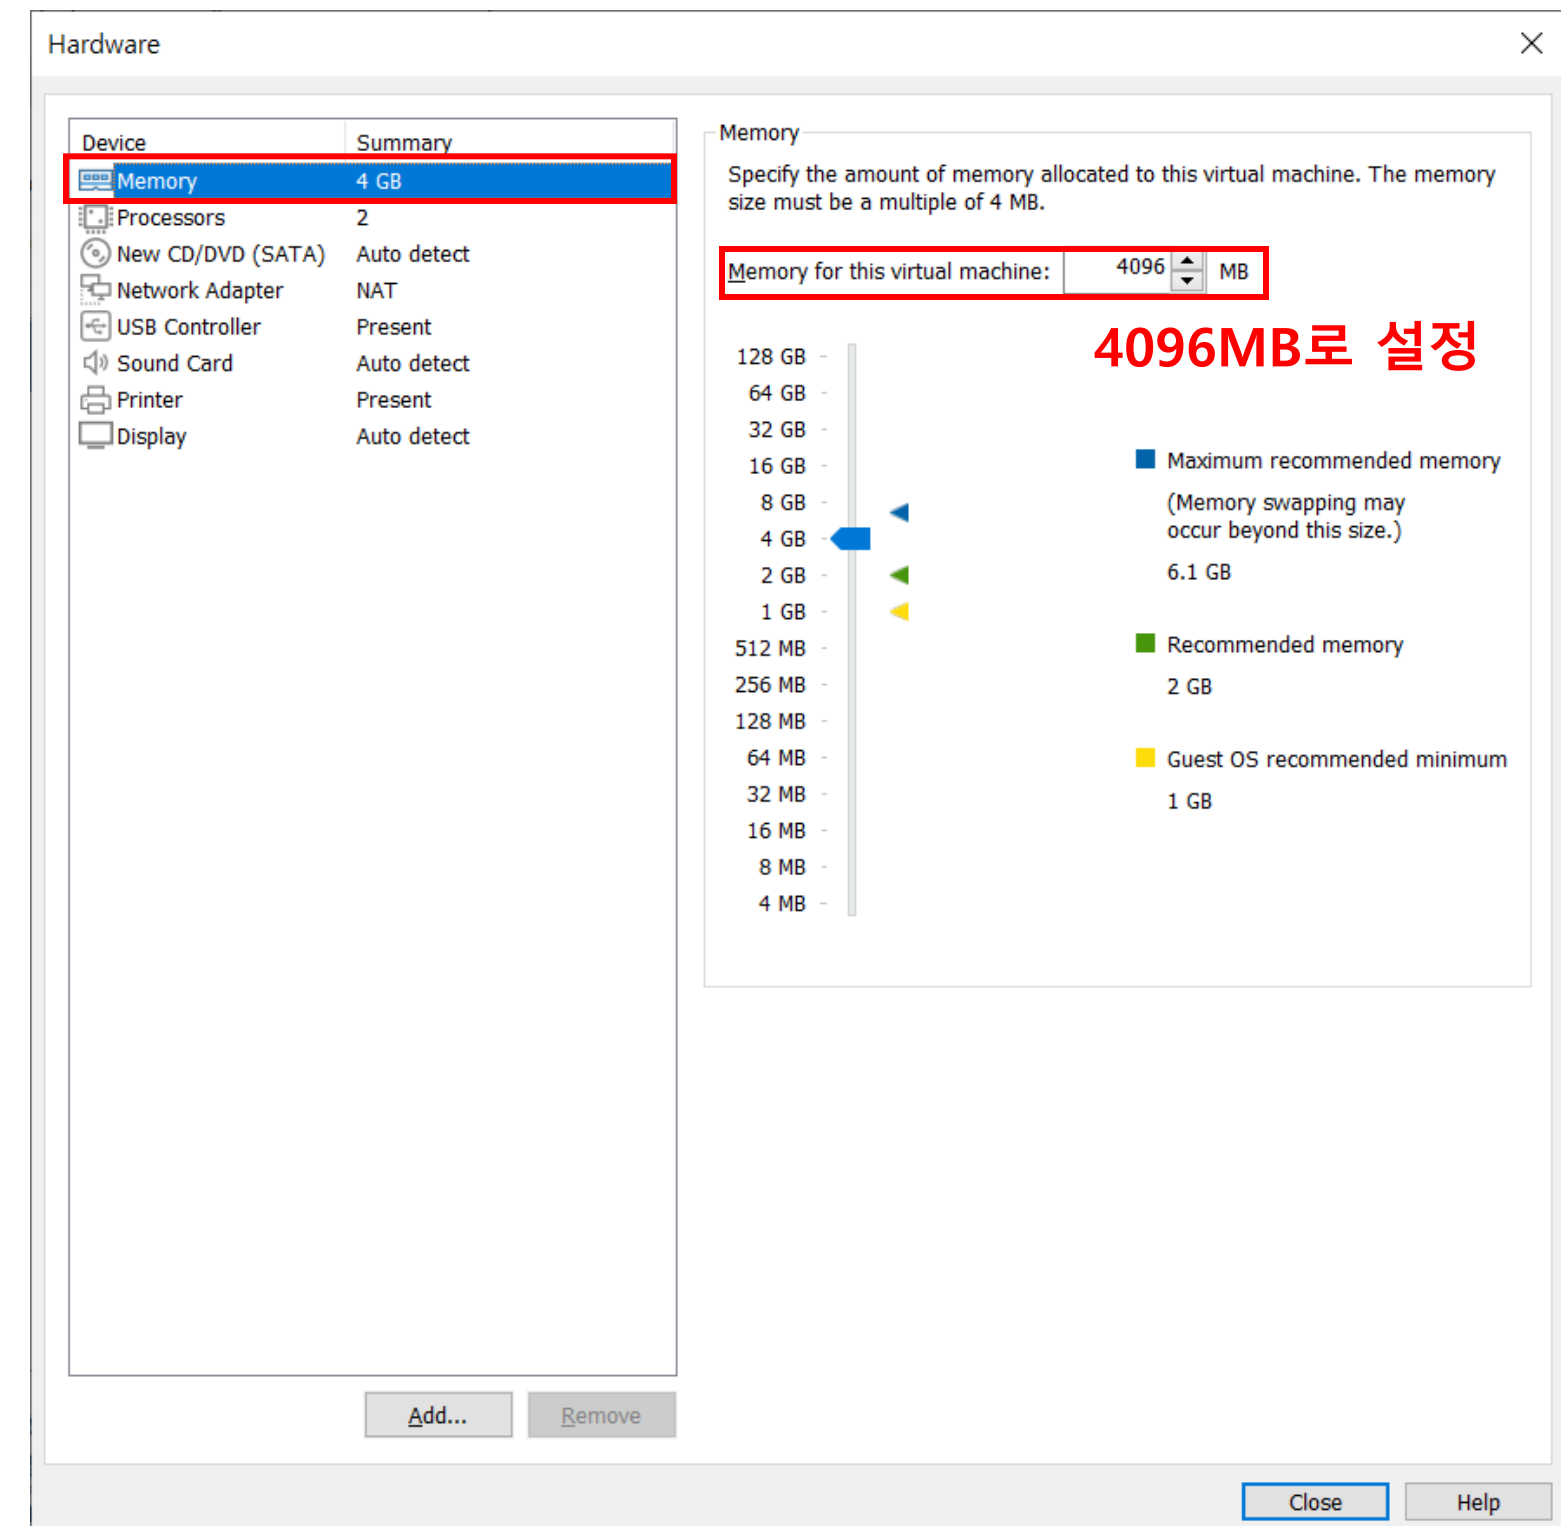 Hardware
Device Summary
Memory 4 GB
Processors 2
New CD/DVD (SATA) Auto detect
Network Adapter NAT
USB Controller Present
Sound Card Auto detect
Printer Present
Display Auto detect
Add...
Remove
Memory
Specify the amount of memory allocated to this virtual machine. The memory
size must be a multiple of 4 MB.
Memory for this virtual machine: 4096 MB
4096MB로 설정
128 GB
64 GB
32 GB
16 GB
8 GB
4 GB
2 GB
1 GB
512 MB
256 MB
128 MB
64 MB
32 MB
16 MB
8 MB
4 MB
Maximum recommended memory
(Memory swapping may
occur beyond this size.)
6.1 GB
Recommended memory
2 GB
Guest OS recommended minimum
1 GB
Close
Help